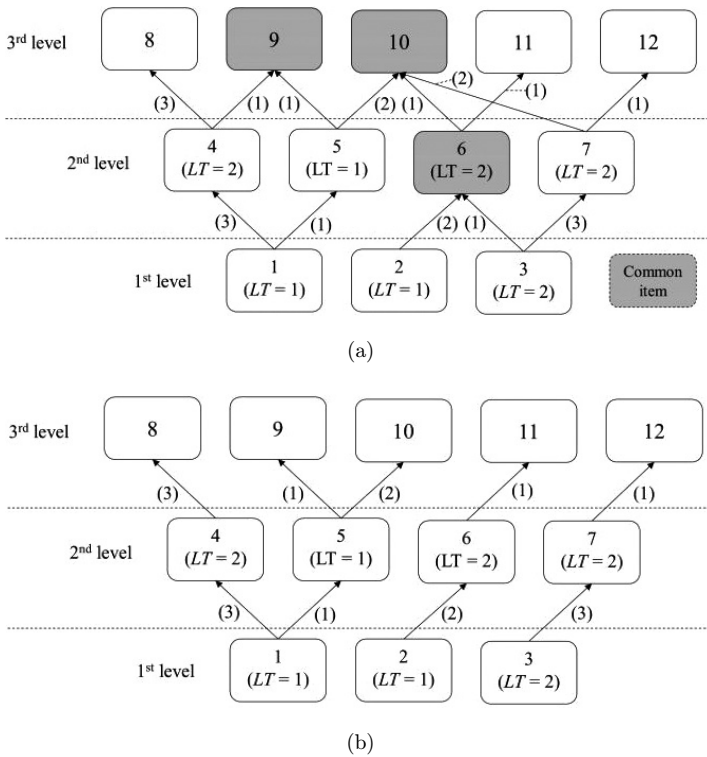 3rd level 8 9 10 11 12
(3) (1) (1) (2) (1) (2) (1) (1)
2nd level 4 5 6 7
(LT = 2) (LT = 1) (LT = 2) (LT = 2)
(3) (1) (2) (1) (3)
1st level 1 2 3 Common
(LT = 1) (LT = 1) (LT = 2) item
(a)
3rd level 8 9 10 11 12
(3) (1) (2) (1) (1)
2nd level 4 5 6 7
(LT = 2) (LT = 1) (LT = 2) (LT = 2)
(3) (1) (2) (3)
1st level 1 2 3
(LT = 1) (LT = 1) (LT = 2)
(b)